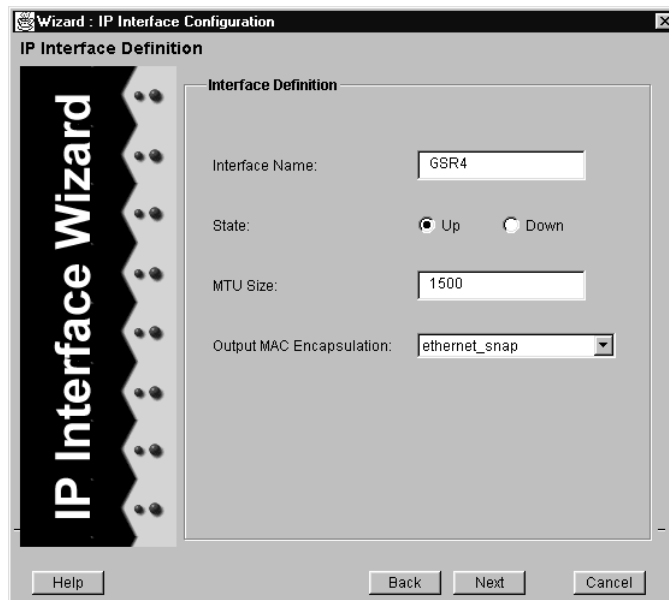 Wizard : IP Interface Configuration
IP Interface Definition
IP Interface Wizard
Interface Definition
Interface Name: GSR4
State: Up Down
MTU Size: 1500
Output MAC Encapsulation: ethernet_snap
Help Back Next Cancel